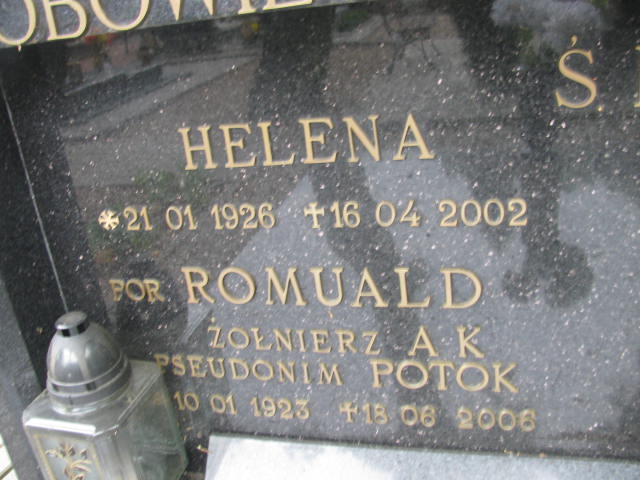 HELENA
Ś.
*21 01 1926 †16 04 2002
POR ROMUALD
ŻOŁNIERZ A K
PSEUDONIM POTOK
*10 01 1923 †18 06 2006